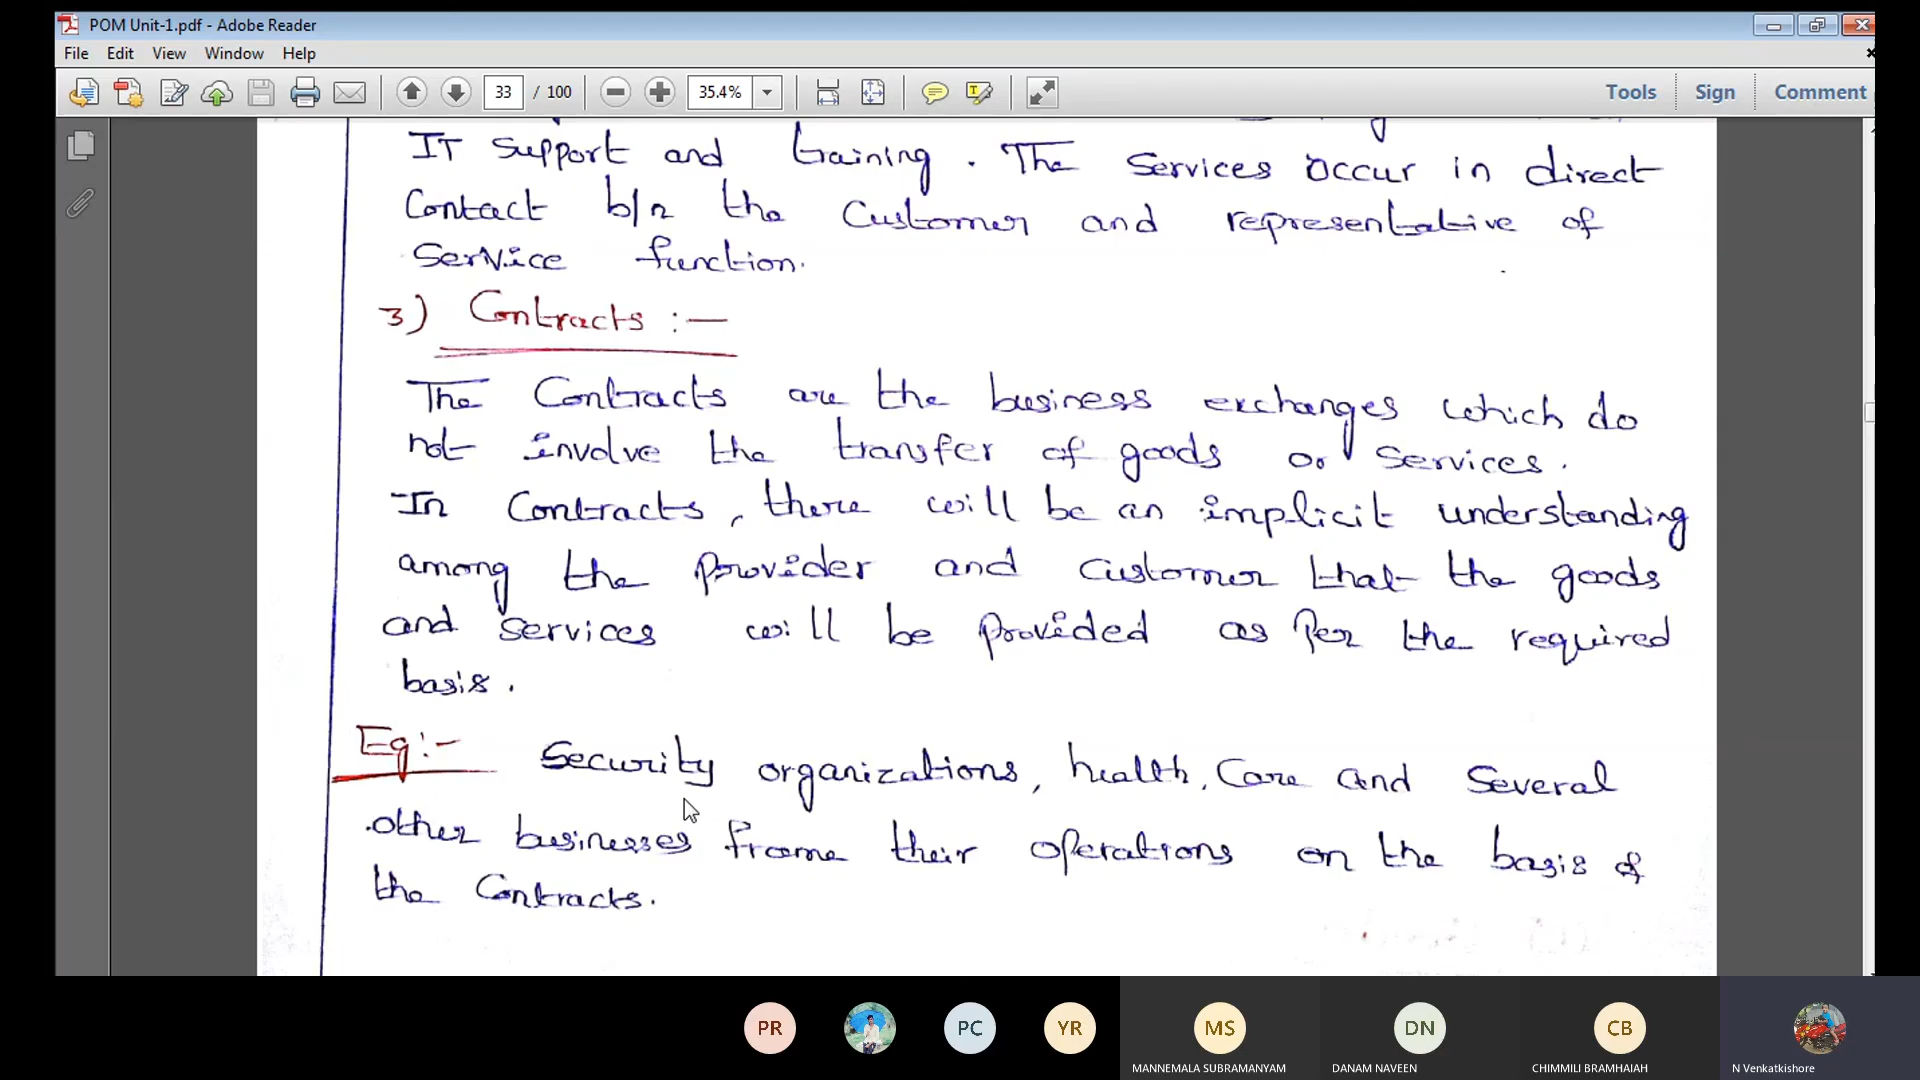 POM Unit-1.pdf - Adobe Reader
File Edit View Window Help
33 / 100 35.4% Tools Sign Comment
IT Support and training. The Services occur in direct
Contact b/n the Customer and representative of
Service function.
3) Contracts :-
The Contracts are the business exchanges which do
not involve the transfer of goods or Services.
In Contracts, there will be an implicit understanding
among the provider and customer that the goods
and services will be provided as per the required
basis.
Eg:- Security organizations, health, Care and Several
other businesses frame their operations on the basis of
the Contracts.
PR PC YR MS DN CB
MANNEMALA SUBRAMANYAM DANAM NAVEEN CHIMMILI BRAMHAIAH N Venkatkishore